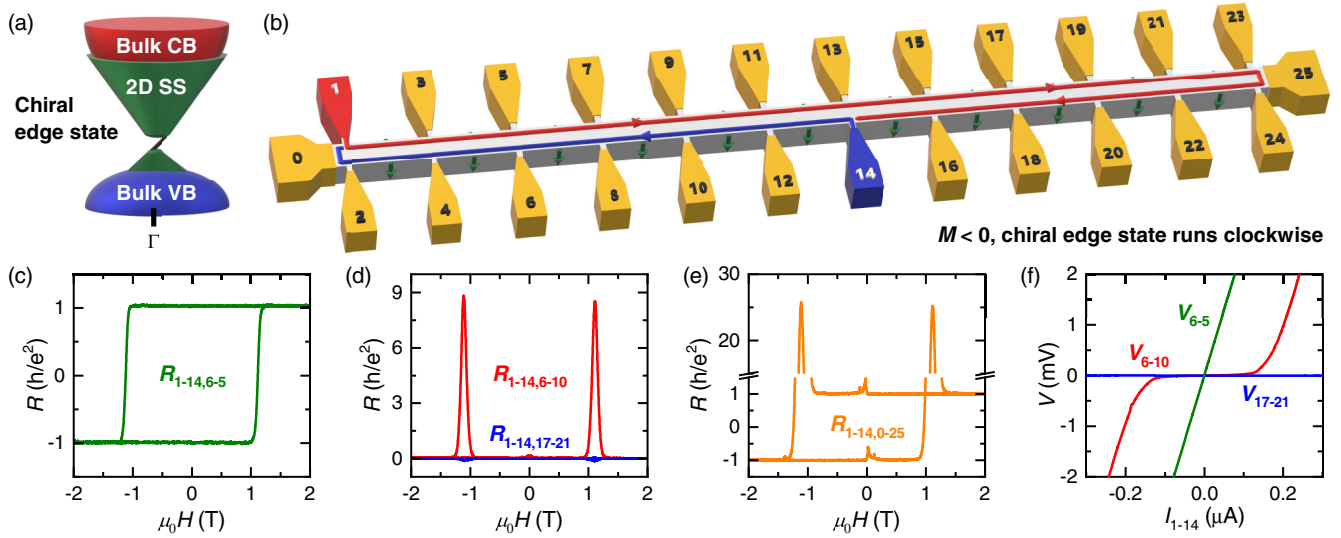 (a)
Bulk CB
2D SS
Chiral
edge state
Bulk VB
Γ
(b)
0
1
3
5
7
9
11
13
15
17
19
21
23
25
2
4
6
8
10
12
14
16
18
20
22
24
M < 0, chiral edge state runs clockwise
(c)
R (h/e²)
1
0
-1
R1-14,6-5
-2 -1 0 1 2
μ0H (T)
(d)
R (h/e²)
9
6
3
0
R1-14,6-10
R1-14,17-21
-2 -1 0 1 2
μ0H (T)
(e)
R (h/e²)
30
20
1
0
-1
R1-14,0-25
-2 -1 0 1 2
μ0H (T)
(f)
V (mV)
2
1
0
-1
-2
V6-5
V6-10
V17-21
-0.2 0.0 0.2
I1-14 (μA)